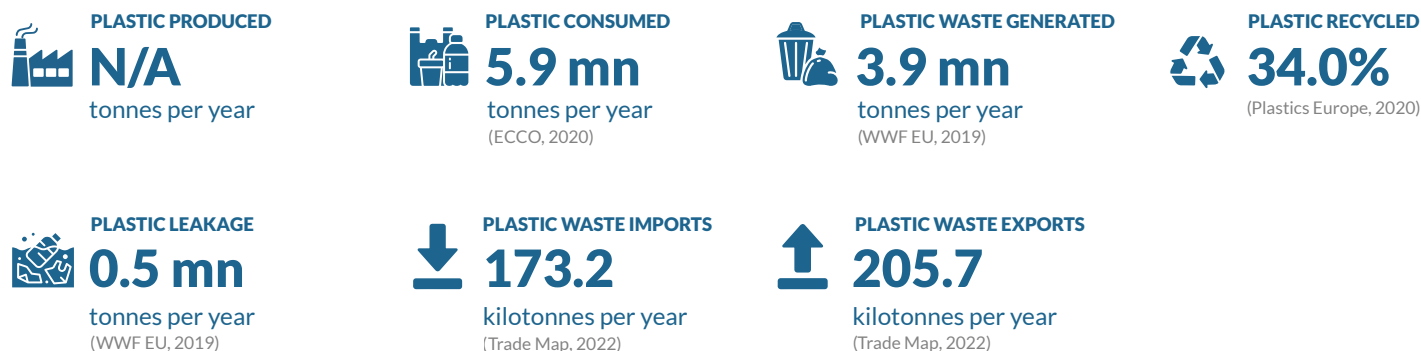 PLASTIC PRODUCED
N/A
tonnes per year
PLASTIC CONSUMED
5.9 mn
tonnes per year
(ECCO, 2020)
PLASTIC WASTE GENERATED
3.9 mn
tonnes per year
(WWF EU, 2019)
PLASTIC RECYCLED
34.0%
(Plastics Europe, 2020)
PLASTIC LEAKAGE
0.5 mn
tonnes per year
(WWF EU, 2019)
PLASTIC WASTE IMPORTS
173.2
kilotonnes per year
(Trade Map, 2022)
PLASTIC WASTE EXPORTS
205.7
kilotonnes per year
(Trade Map, 2022)